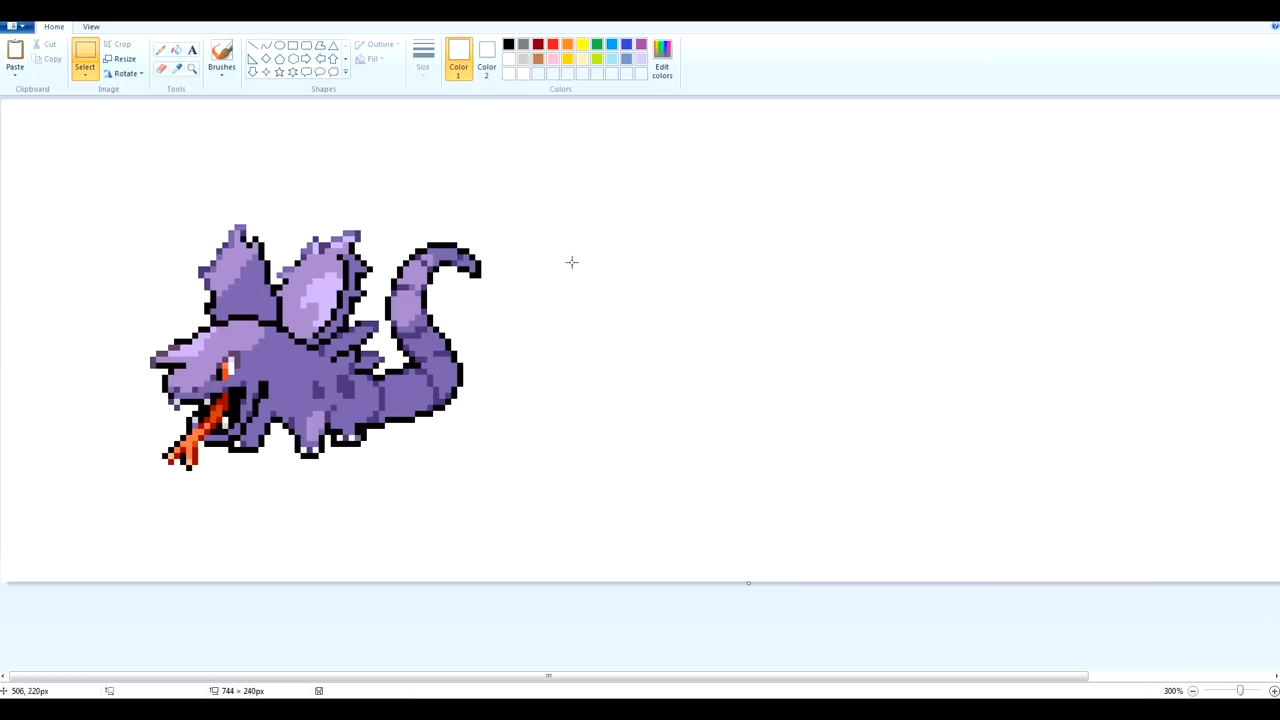 Home View
Paste
Cut
Copy
Clipboard
Select
Crop
Resize
Rotate
Image
A
Tools
Brushes
Outline
Fill
Shapes
Size
Color 1
Color 2
Edit colors
Colors
506, 220px
744 × 240px
300%